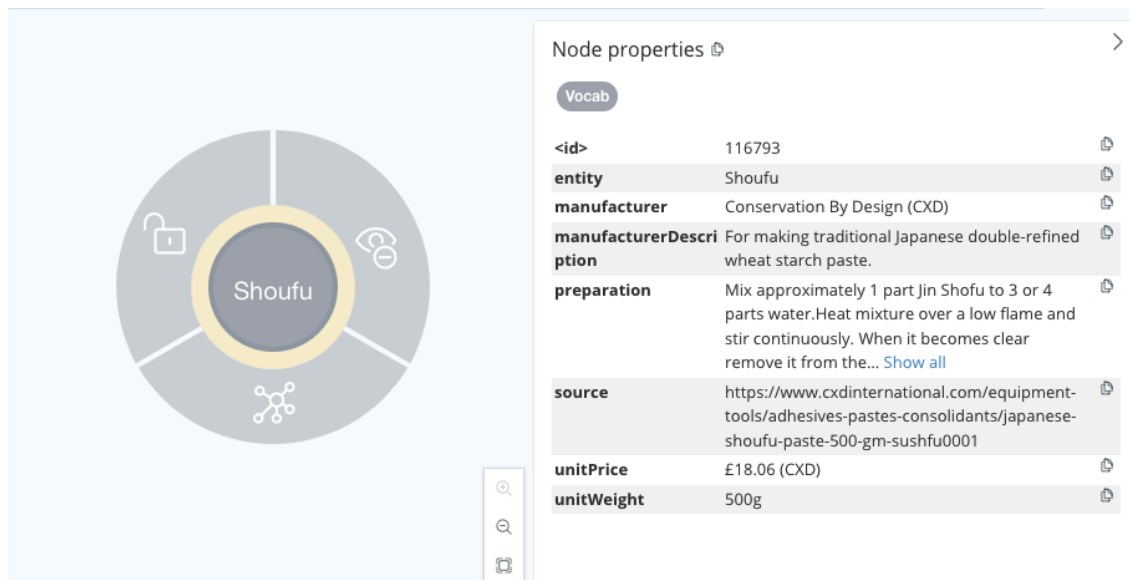 Shoufu
Node properties
Vocab
<id> 116793
entity Shoufu
manufacturer Conservation By Design (CXD)
manufacturerDescri For making traditional Japanese double-refined
ption wheat starch paste.
preparation Mix approximately 1 part Jin Shofu to 3 or 4
parts water.Heat mixture over a low flame and
stir continuously. When it becomes clear
remove it from the... Show all
source https://www.cxdinternational.com/equipment-
tools/adhesives-pastes-consolidants/japanese-
shoufu-paste-500-gm-sushfu0001
unitPrice £18.06 (CXD)
unitWeight 500g